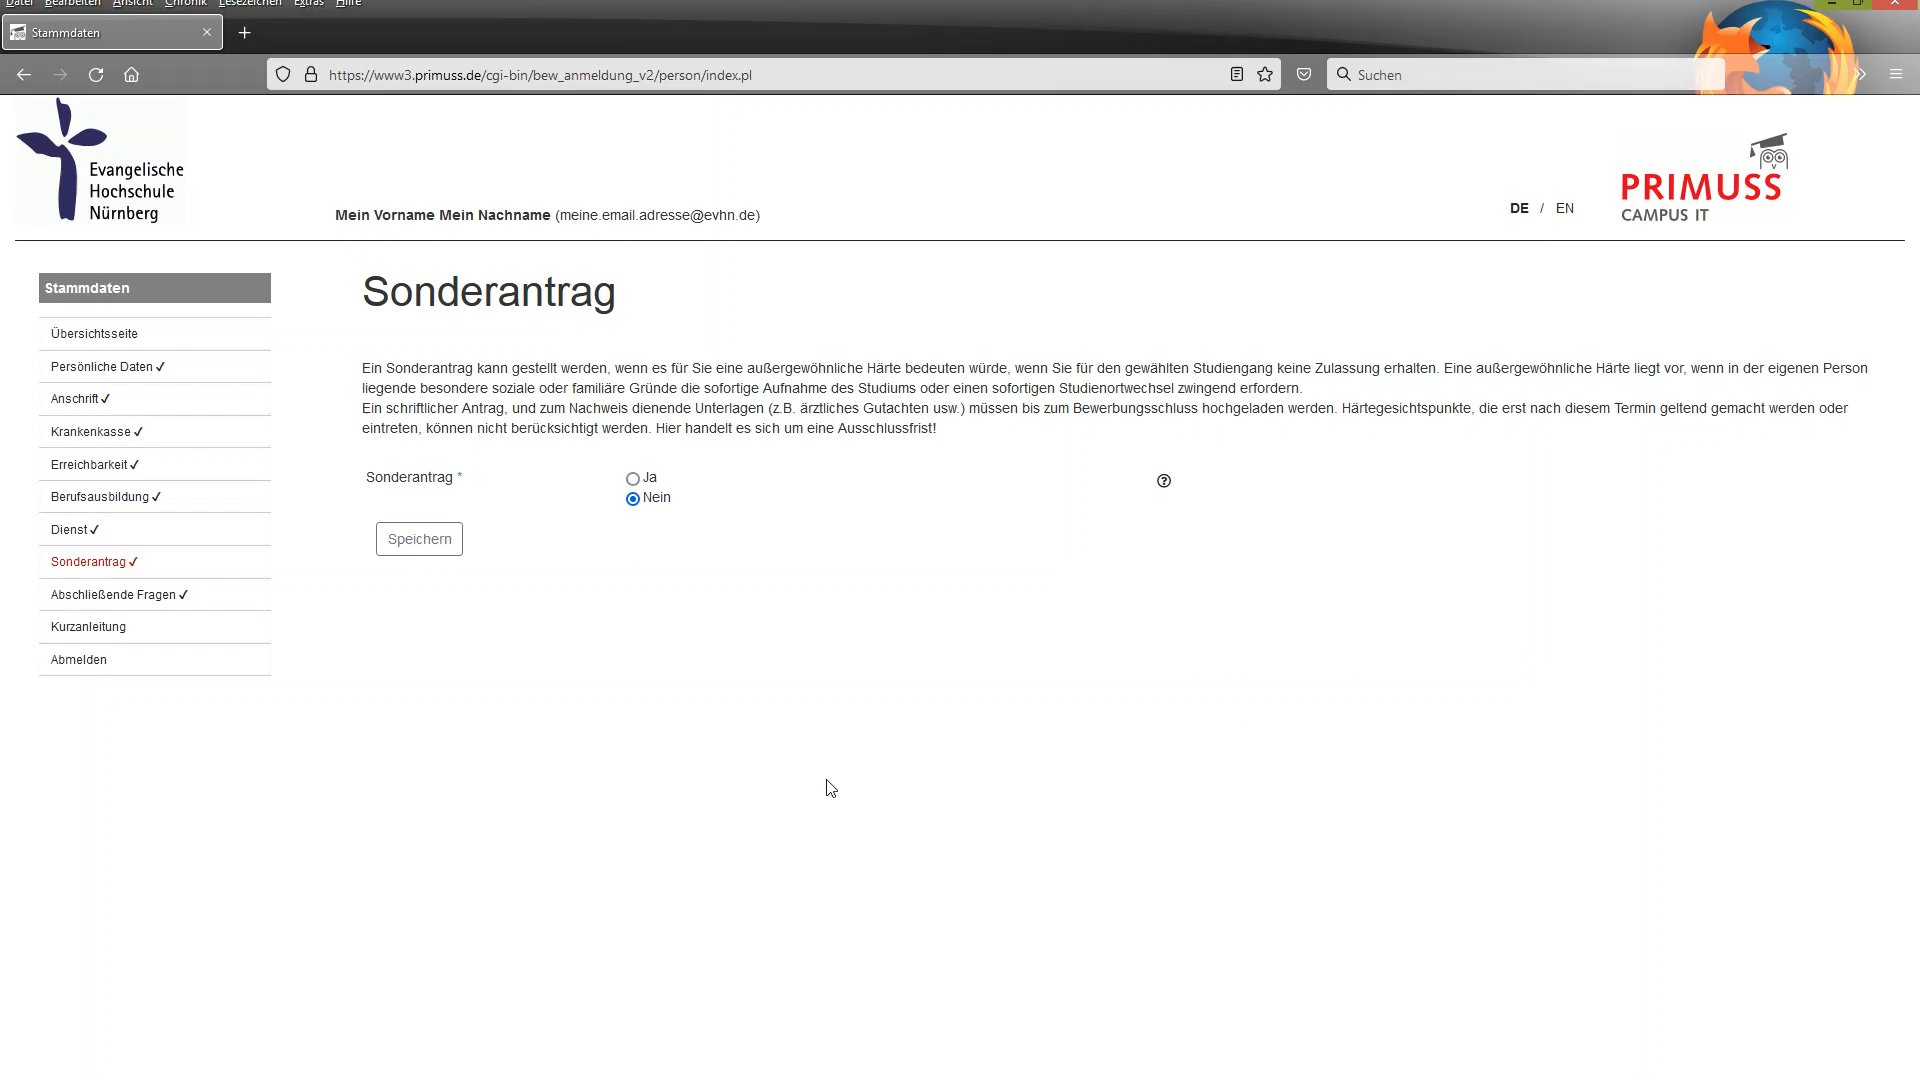 Datei Bearbeiten Ansicht Chronik Lesezeichen Extras Hilfe
Stammdaten
https://www3.primuss.de/cgi-bin/bew_anmeldung_v2/person/index.pl
Suchen
Evangelische
Hochschule
Nürnberg
Mein Vorname Mein Nachname (meine.email.adresse@evhn.de)
DE / EN
PRIMUSS
CAMPUS IT
Stammdaten
Übersichtsseite
Persönliche Daten ✓
Anschrift ✓
Krankenkasse ✓
Erreichbarkeit ✓
Berufsausbildung ✓
Dienst ✓
Sonderantrag ✓
Abschließende Fragen ✓
Kurzanleitung
Abmelden
Sonderantrag
Ein Sonderantrag kann gestellt werden, wenn es für Sie eine außergewöhnliche Härte bedeuten würde, wenn Sie für den gewählten Studiengang keine Zulassung erhalten. Eine außergewöhnliche Härte liegt vor, wenn in der eigenen Person
liegende besondere soziale oder familiäre Gründe die sofortige Aufnahme des Studiums oder einen sofortigen Studienortwechsel zwingend erfordern.
Ein schriftlicher Antrag, und zum Nachweis dienende Unterlagen (z.B. ärztliches Gutachten usw.) müssen bis zum Bewerbungsschluss hochgeladen werden. Härtegesichtspunkte, die erst nach diesem Termin geltend gemacht werden oder
eintreten, können nicht berücksichtigt werden. Hier handelt es sich um eine Ausschlussfrist!
Sonderantrag *
Ja
Nein
Speichern